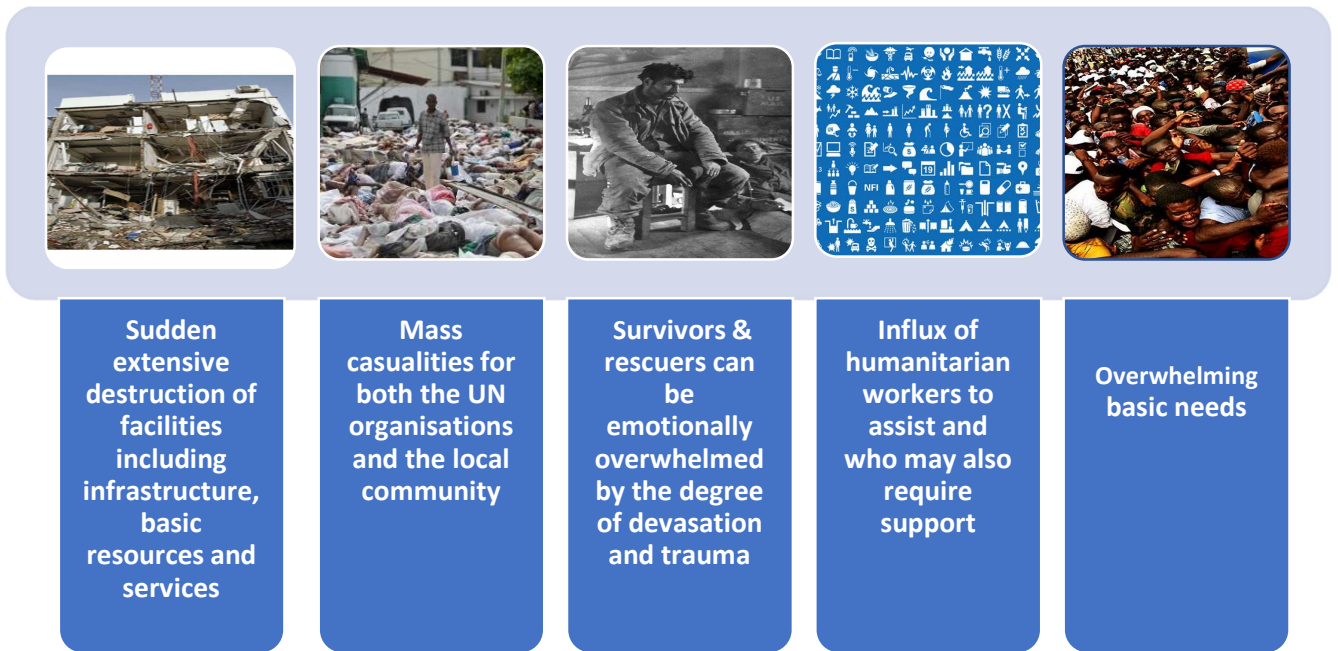 Sudden
extensive
destruction of
facilities
including
infrastructure,
basic
resources and
services
Mass
casualities for
both the UN
organisations
and the local
community
Survivors &
rescuers can
be
emotionally
overwhelmed
by the degree
of devasation
and trauma
NFI
19
Influx of
humanitarian
workers to
assist and
who may also
require
support
Overwhelming
basic needs